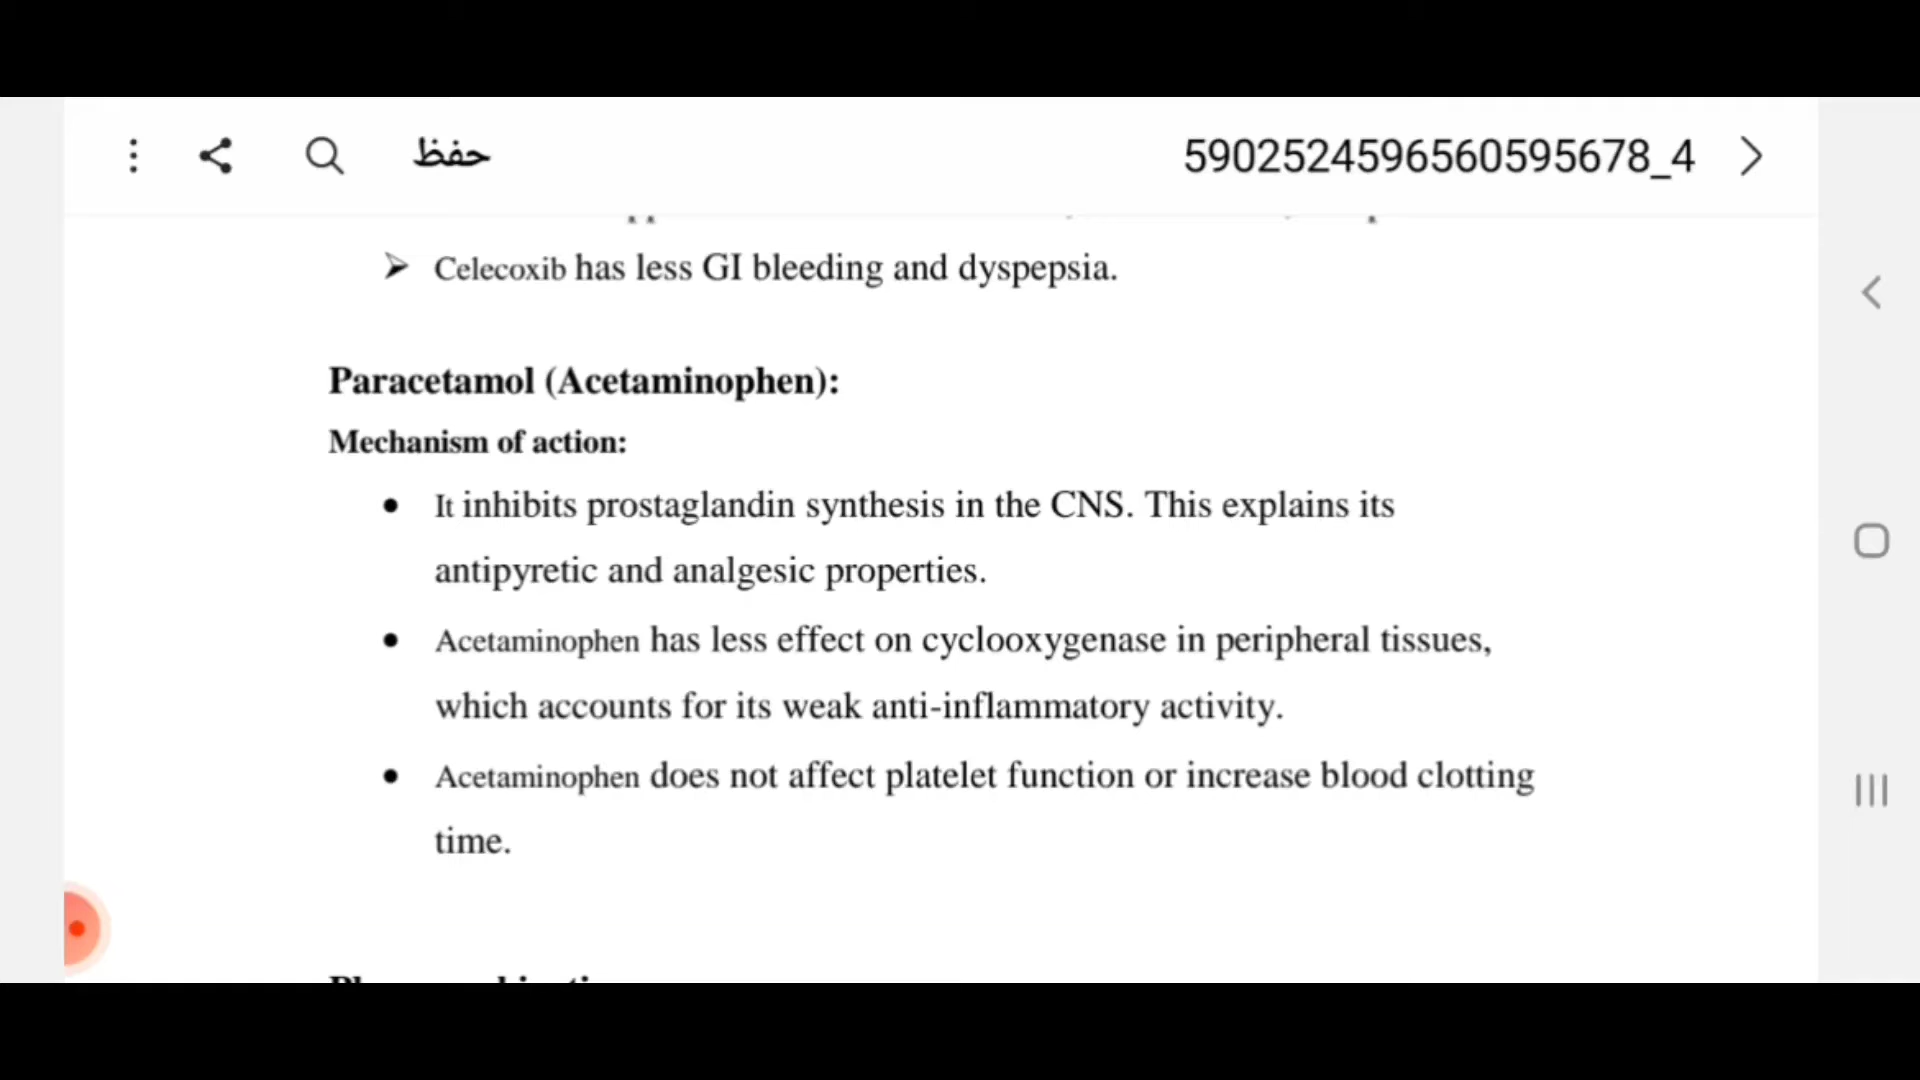 حفظ
5902524596560595678_4
➢ Celecoxib has less GI bleeding and dyspepsia.
Paracetamol (Acetaminophen):
Mechanism of action:
• It inhibits prostaglandin synthesis in the CNS. This explains its
antipyretic and analgesic properties.
• Acetaminophen has less effect on cyclooxygenase in peripheral tissues,
which accounts for its weak anti-inflammatory activity.
• Acetaminophen does not affect platelet function or increase blood clotting
time.